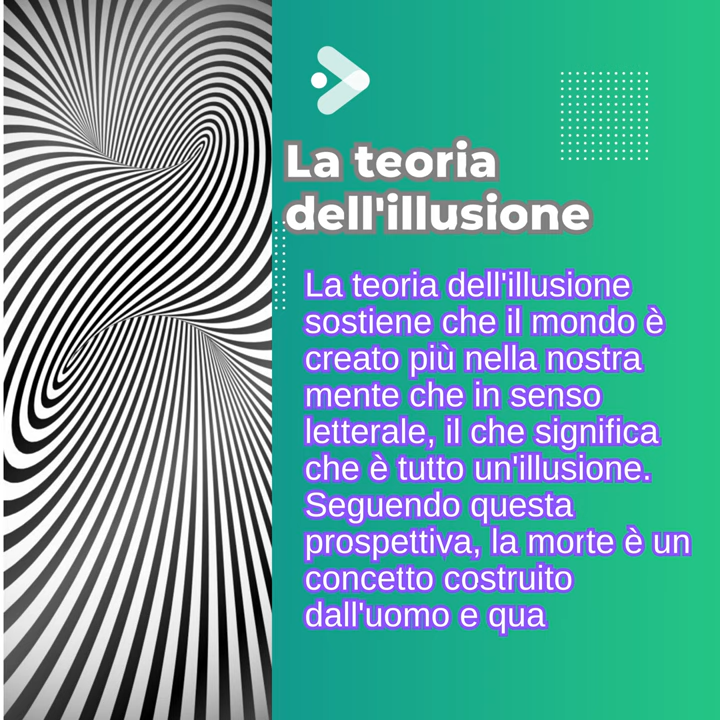 La teoria
dell'illusione
La teoria dell'illusione
sostiene che il mondo è
creato più nella nostra
mente che in senso
letterale, il che significa
che è tutto un'illusione.
Seguendo questa
prospettiva, la morte è un
concetto costruito
dall'uomo e qua